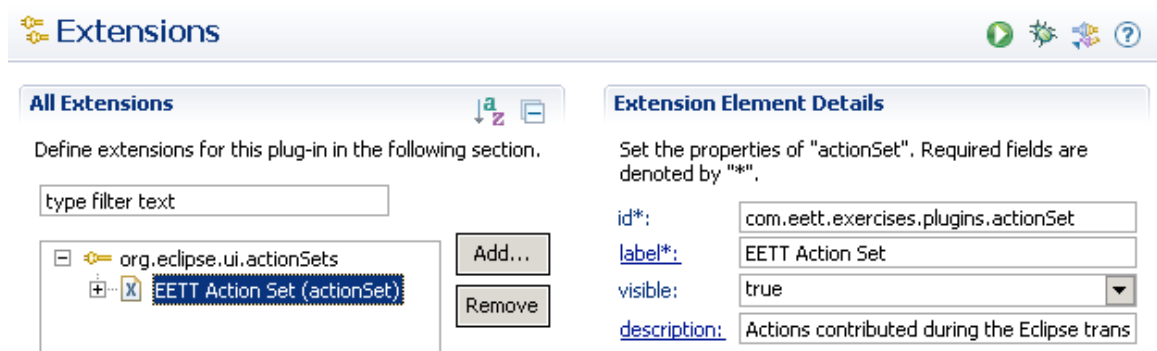 Extensions
All Extensions
Define extensions for this plug-in in the following section.
type filter text
org.eclipse.ui.actionSets
EETT Action Set (actionSet)
Add...
Remove
Extension Element Details
Set the properties of "actionSet". Required fields are
denoted by "*".
id*: com.eett.exercises.plugins.actionSet
label*: EETT Action Set
visible: true
description: Actions contributed during the Eclipse trans